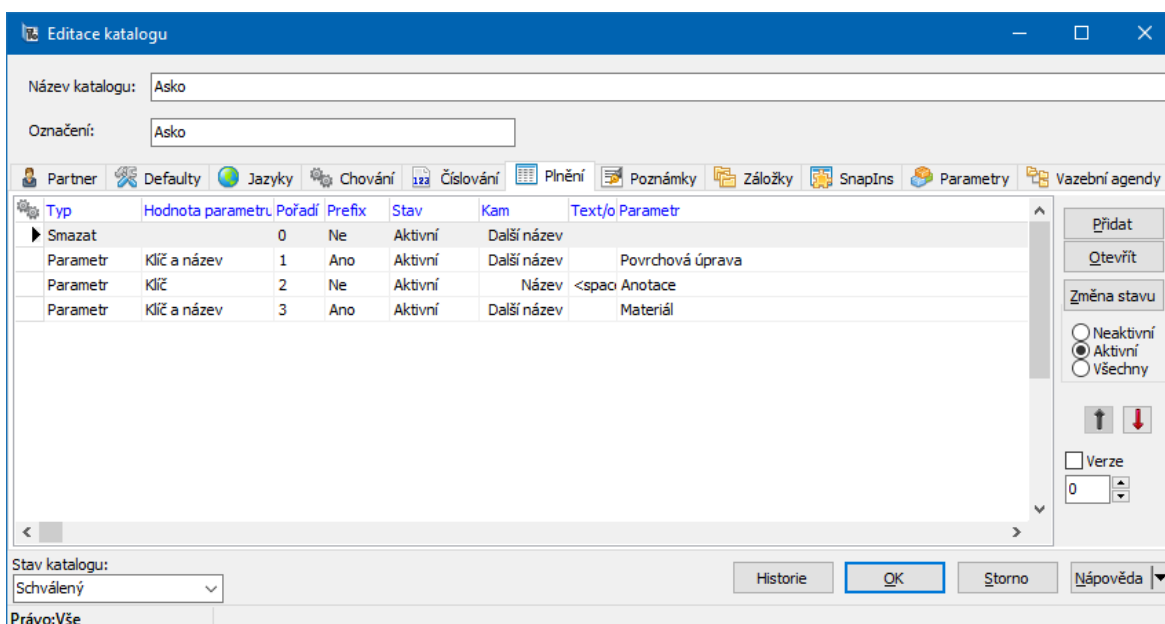 Editace katalogu
Název katalogu: Asko
Označení: Asko
Partner Defaulty Jazyky Chování 123 Číslování Plnění Poznámky Záložky SnapIns Parametry Vazební agendy
Typ Hodnota parametru Pořadí Prefix Stav Kam Text/o Parametr
Smazat 0 Ne Aktivní Další název
Parametr Klíč a název 1 Ano Aktivní Další název Povrchová úprava
Parametr Klíč 2 Ne Aktivní Název <spac Anotace
Parametr Klíč a název 3 Ano Aktivní Další název Materiál
Přidat
Otevřít
Změna stavu
Neaktivní
Aktivní
Všechny
Verze
0
Stav katalogu:
Schválený
Historie OK Storno Nápověda
Právo:Vše